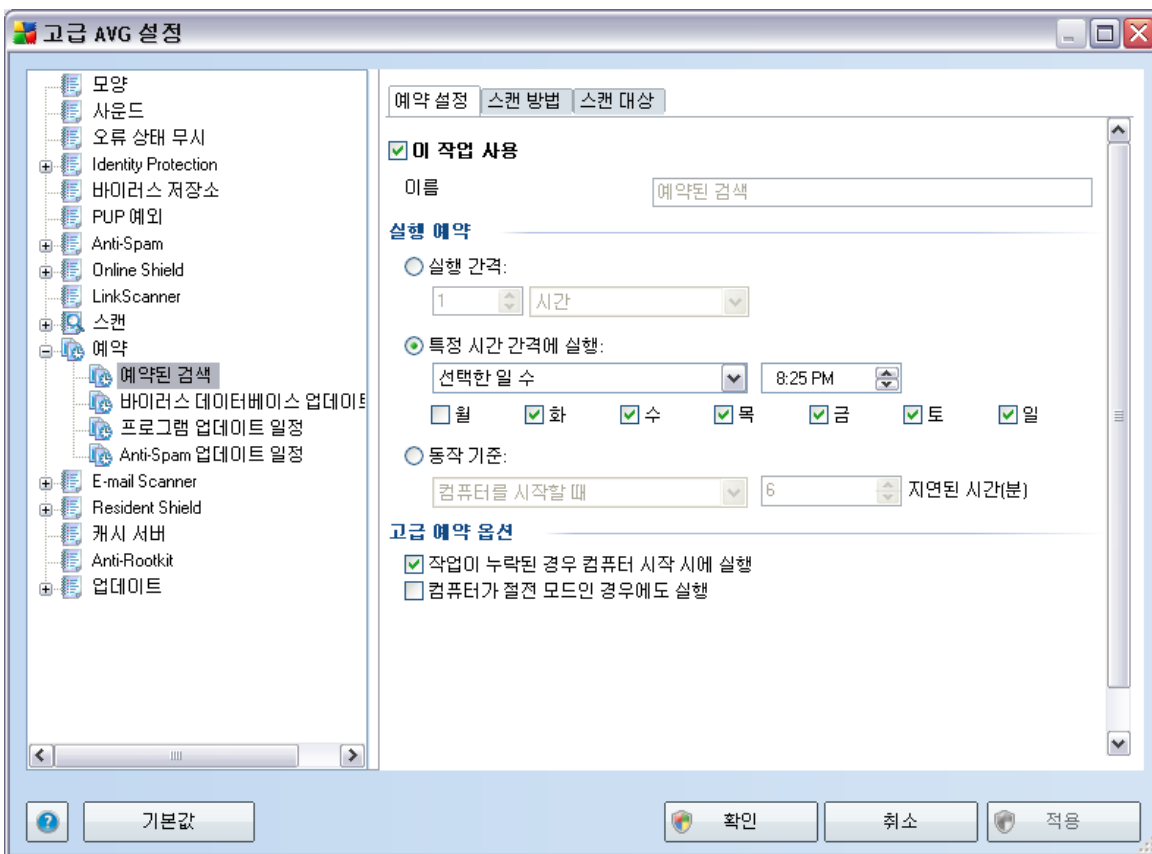 고급 AVG 설정
모양
사운드
오류 상태 무시
Identity Protection
바이러스 저장소
PUP 예외
Anti-Spam
Online Shield
LinkScanner
스캔
예약
예약된 검색
바이러스 데이터베이스 업데이트
프로그램 업데이트 일정
Anti-Spam 업데이트 일정
E-mail Scanner
Resident Shield
캐시 서버
Anti-Rootkit
업데이트
예약 설정 스캔 방법 스캔 대상
이 작업 사용
이름 예약된 검색
실행 예약
실행 간격:
1 시간
특정 시간 간격에 실행:
선택한 일 수 8:25 PM
월 화 수 목 금 토 일
동작 기준:
컴퓨터를 시작할 때 6 지연된 시간(분)
고급 예약 옵션
작업이 누락된 경우 컴퓨터 시작 시에 실행
컴퓨터가 절전 모드인 경우에도 실행
기본값 확인 취소 적용